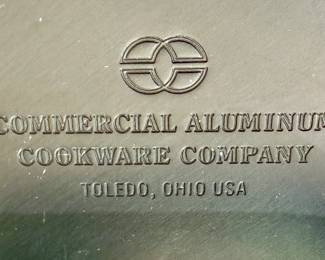 COMMERCIAL ALUMINUM
COOKWARE COMPANY
TOLEDO, OHIO USA